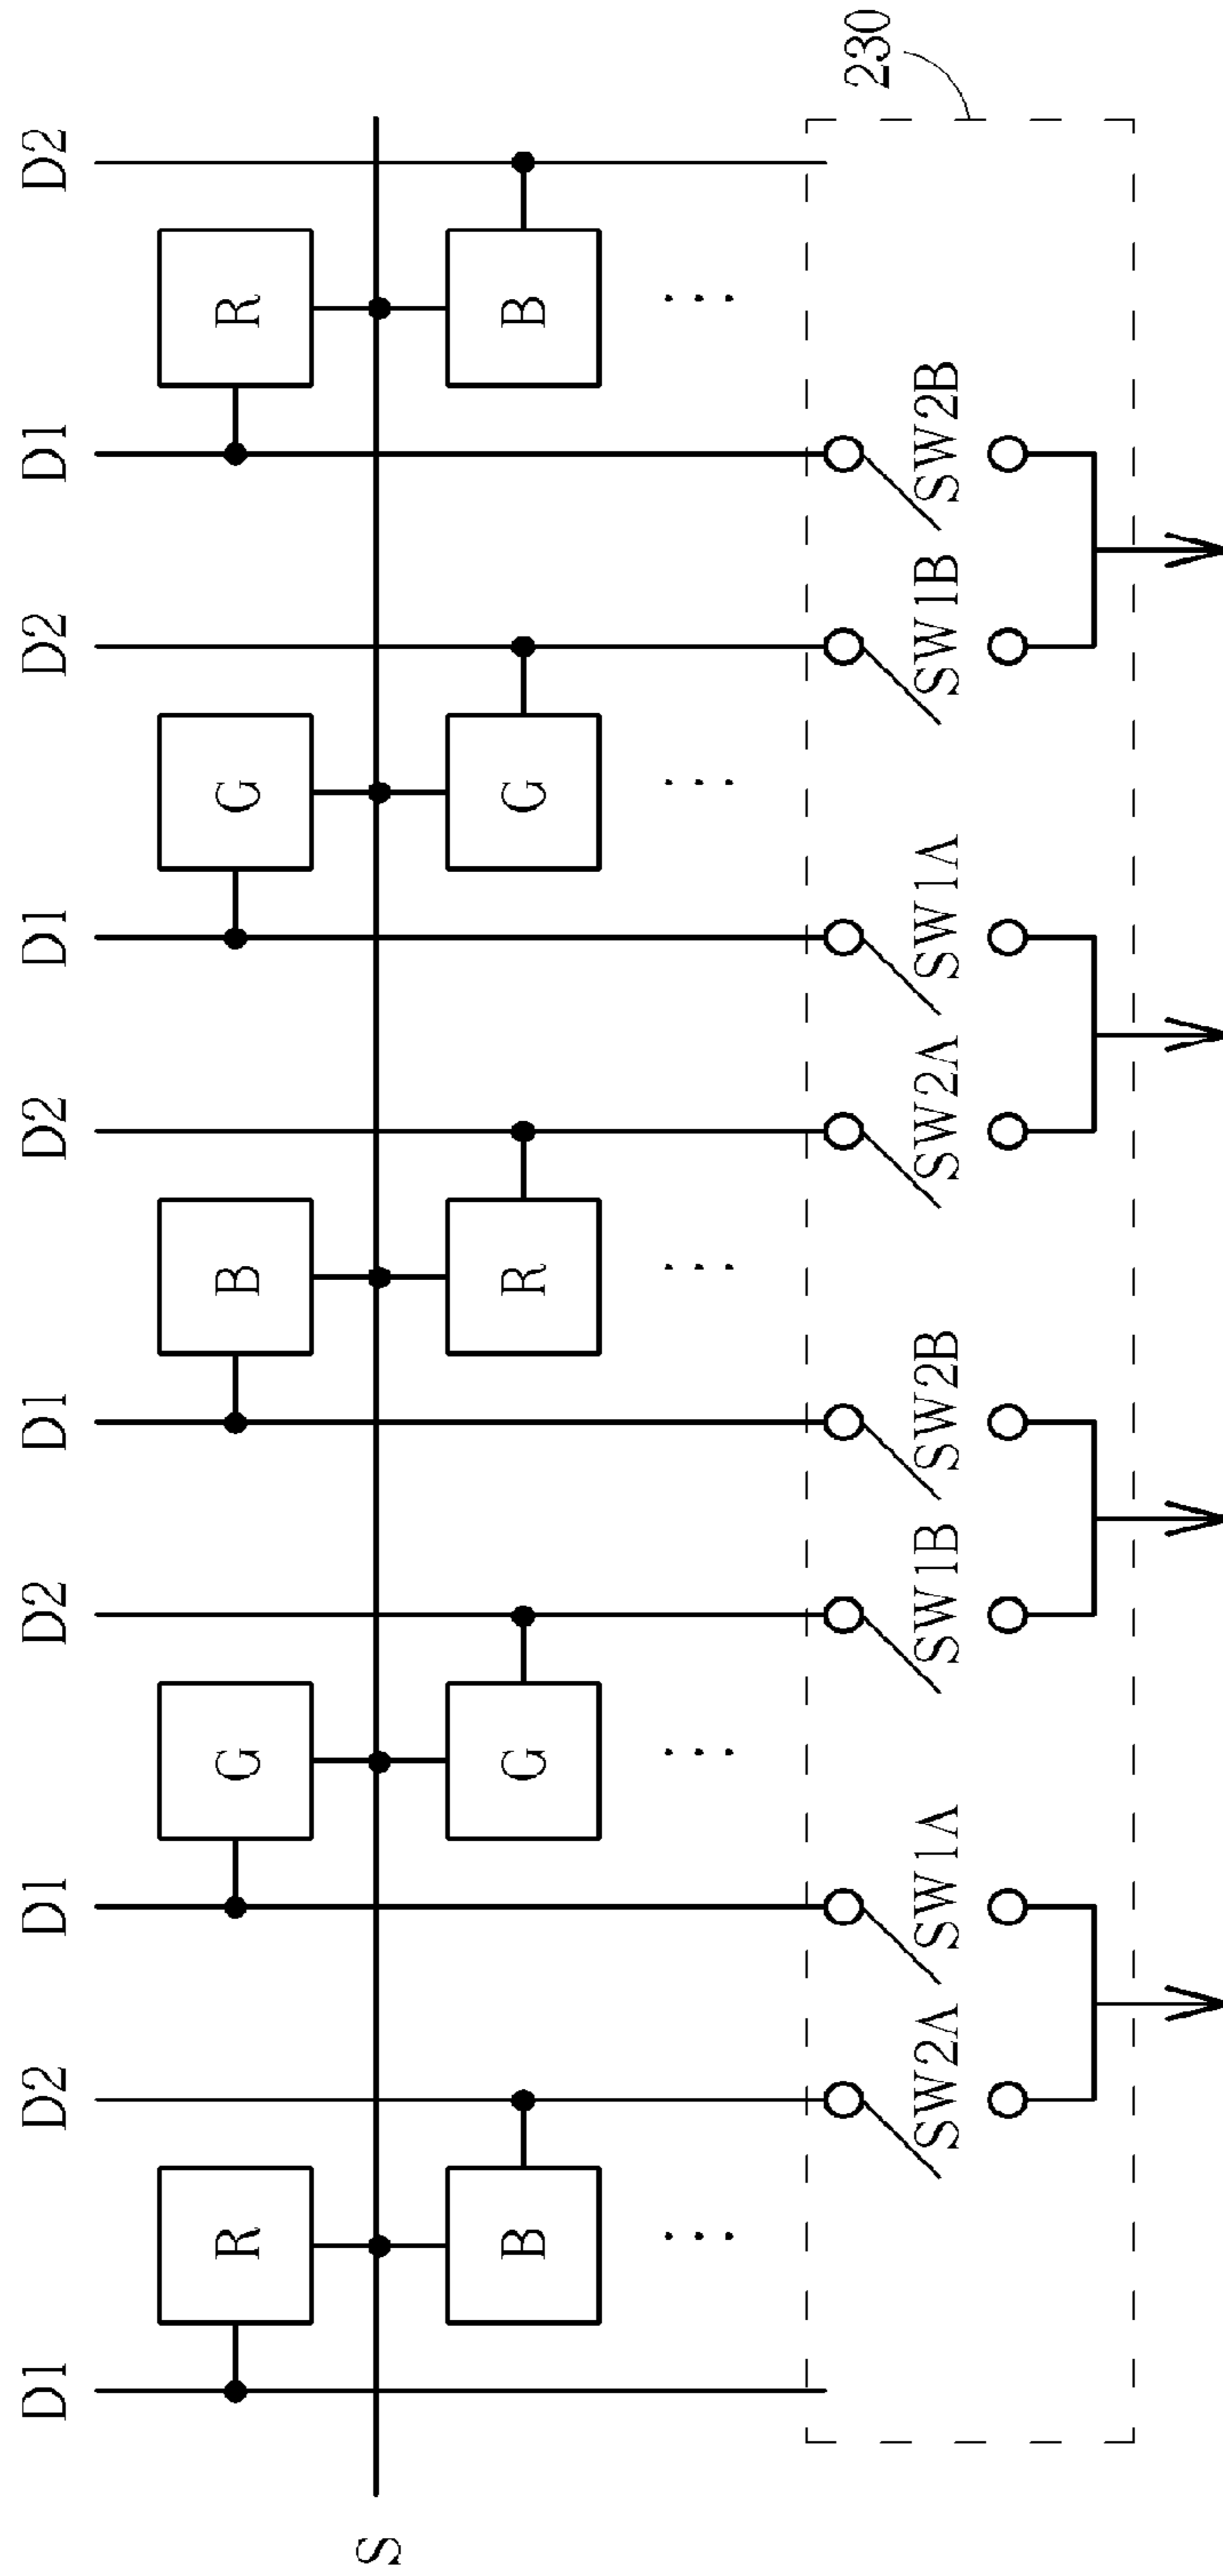 D1 D2 D1 D2 D1 D2 D1 D2 D1 D2
R G B G R
S
B G R G B
... ... ... ... ...
230
SW2A SW1A SW1B SW2B SW2A SW1A SW1B SW2B